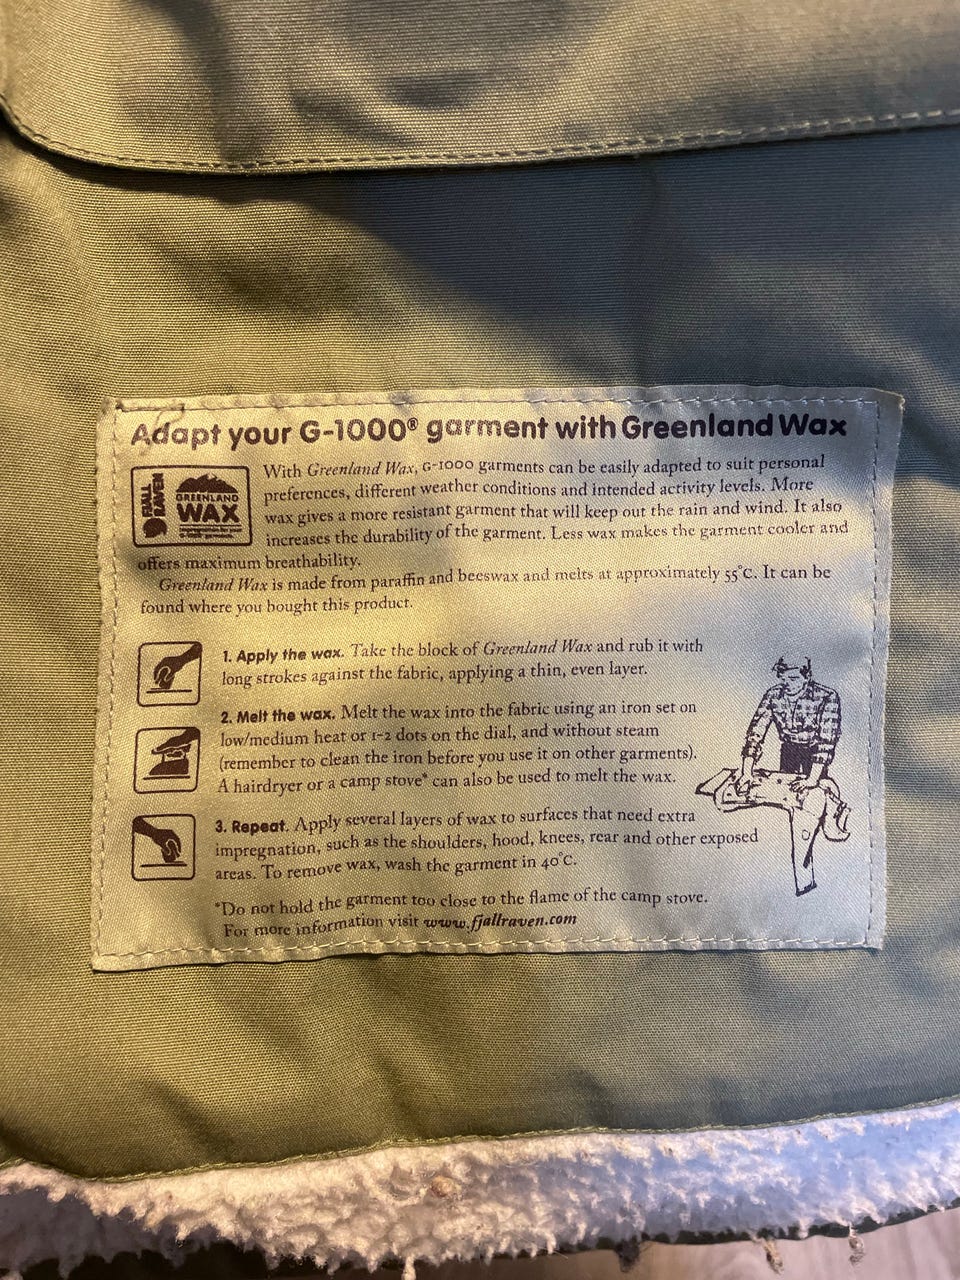 Adapt your G-1000® garment with Greenland Wax
FJALL
RAVEN
GREENLAND
WAX
With Greenland Wax, G-1000 garments can be easily adapted to suit personal
preferences, different weather conditions and intended activity levels. More
wax gives a more resistant garment that will keep out the rain and wind. It also
increases the durability of the garment. Less wax makes the garment cooler and
offers maximum breathability.
Greenland Wax is made from paraffin and beeswax and melts at approximately 55°C. It can be
found where you bought this product.
1. Apply the wax. Take the block of Greenland Wax and rub it with
long strokes against the fabric, applying a thin, even layer.
2. Melt the wax. Melt the wax into the fabric using an iron set on
low/medium heat or 1-2 dots on the dial, and without steam
(remember to clean the iron before you use it on other garments).
A hairdryer or a camp stove* can also be used to melt the wax.
3. Repeat. Apply several layers of wax to surfaces that need extra
impregnation, such as the shoulders, hood, knees, rear and other exposed
areas. To remove wax, wash the garment in 40°C.
*Do not hold the garment too close to the flame of the camp stove.
For more information visit www.fjallraven.com